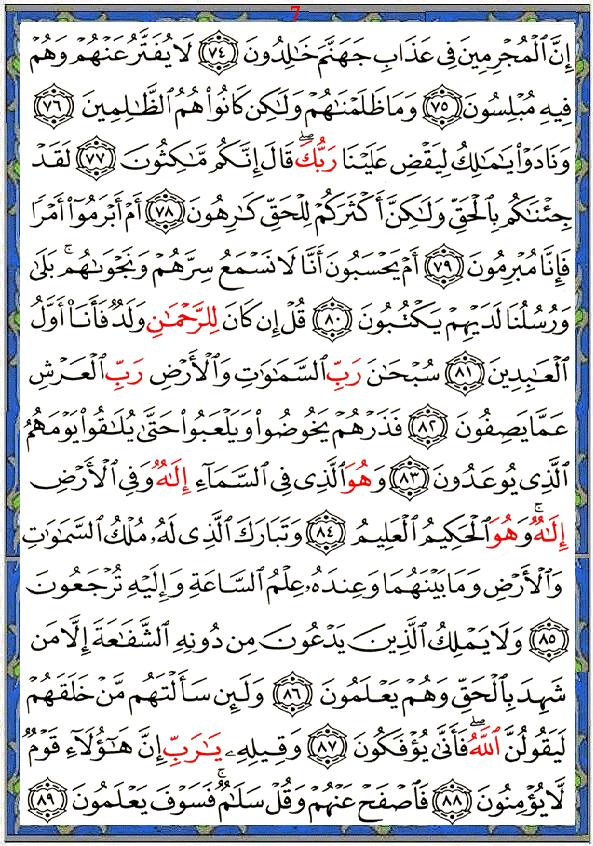 7
إِنَّ ٱلْمُجْرِمِينَ فِى عَذَابِ جَهَنَّمَ خَٰلِدُونَ ﴿٧٤﴾ لَا يُفَتَّرُ عَنْهُمْ وَهُمْ
فِيهِ مُبْلِسُونَ ﴿٧٥﴾ وَمَا ظَلَمْنَٰهُمْ وَلَٰكِن كَانُوا۟ هُمُ ٱلظَّٰلِمِينَ ﴿٧٦﴾
وَنَادَوْا۟ يَٰمَٰلِكُ لِيَقْضِ عَلَيْنَا رَبُّكَ ۖ قَالَ إِنَّكُم مَّٰكِثُونَ ﴿٧٧﴾ لَقَدْ
جِئْنَٰكُم بِٱلْحَقِّ وَلَٰكِنَّ أَكْثَرَكُمْ لِلْحَقِّ كَٰرِهُونَ ﴿٧٨﴾ أَمْ أَبْرَمُوٓا۟ أَمْرًا
فَإِنَّا مُبْرِمُونَ ﴿٧٩﴾ أَمْ يَحْسَبُونَ أَنَّا لَا نَسْمَعُ سِرَّهُمْ وَنَجْوَىٰهُم ۚ بَلَىٰ
وَرُسُلُنَا لَدَيْهِمْ يَكْتُبُونَ ﴿٨٠﴾ قُلْ إِن كَانَ لِلرَّحْمَٰنِ وَلَدٌ فَأَنَا۠ أَوَّلُ
ٱلْعَٰبِدِينَ ﴿٨١﴾ سُبْحَٰنَ رَبِّ ٱلسَّمَٰوَٰتِ وَٱلْأَرْضِ رَبِّ ٱلْعَرْشِ
عَمَّا يَصِفُونَ ﴿٨٢﴾ فَذَرْهُمْ يَخُوضُوا۟ وَيَلْعَبُوا۟ حَتَّىٰ يُلَٰقُوا۟ يَوْمَهُمُ
ٱلَّذِى يُوعَدُونَ ﴿٨٣﴾ وَهُوَ ٱلَّذِى فِى ٱلسَّمَآءِ إِلَٰهٌ وَفِى ٱلْأَرْضِ
إِلَٰهٌ ۚ وَهُوَ ٱلْحَكِيمُ ٱلْعَلِيمُ ﴿٨٤﴾ وَتَبَارَكَ ٱلَّذِى لَهُۥ مُلْكُ ٱلسَّمَٰوَٰتِ
وَٱلْأَرْضِ وَمَا بَيْنَهُمَا وَعِندَهُۥ عِلْمُ ٱلسَّاعَةِ وَإِلَيْهِ تُرْجَعُونَ
﴿٨٥﴾ وَلَا يَمْلِكُ ٱلَّذِينَ يَدْعُونَ مِن دُونِهِ ٱلشَّفَٰعَةَ إِلَّا مَن
شَهِدَ بِٱلْحَقِّ وَهُمْ يَعْلَمُونَ ﴿٨٦﴾ وَلَئِن سَأَلْتَهُم مَّنْ خَلَقَهُمْ
لَيَقُولُنَّ ٱللَّهُ ۖ فَأَنَّىٰ يُؤْفَكُونَ ﴿٨٧﴾ وَقِيلِهِۦ يَٰرَبِّ إِنَّ هَٰٓؤُلَآءِ قَوْمٌ
لَّا يُؤْمِنُونَ ﴿٨٨﴾ فَٱصْفَحْ عَنْهُمْ وَقُلْ سَلَٰمٌ ۚ فَسَوْفَ يَعْلَمُونَ ﴿٨٩﴾